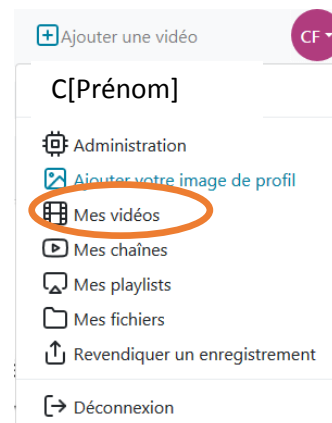 Ajouter une vidéo
CF
C[Prénom]
Administration
Ajouter votre image de profil
Mes vidéos
Mes chaînes
Mes playlists
Mes fichiers
Revendiquer un enregistrement
Déconnexion